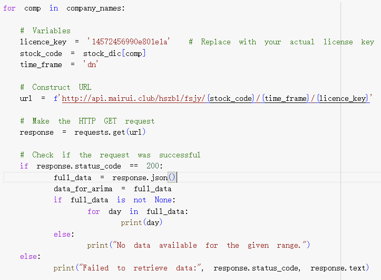 for comp in company_names:
# Variables
licence_key = '14572456990e801e1a' # Replace with your actual license key
stock_code = stock_dic[comp]
time_frame = 'dn'
# Construct URL
url = f'http://api.mairui.club/hszbl/fsjy/{stock_code}/{time_frame}/{licence_key}'
# Make the HTTP GET request
response = requests.get(url)
# Check if the request was successful
if response.status_code == 200:
full_data = response.json()
data_for_arima = full_data
if full_data is not None:
for day in full_data:
print(day)
else:
print("No data available for the given range.")
else:
print("Failed to retrieve data:", response.status_code, response.text)